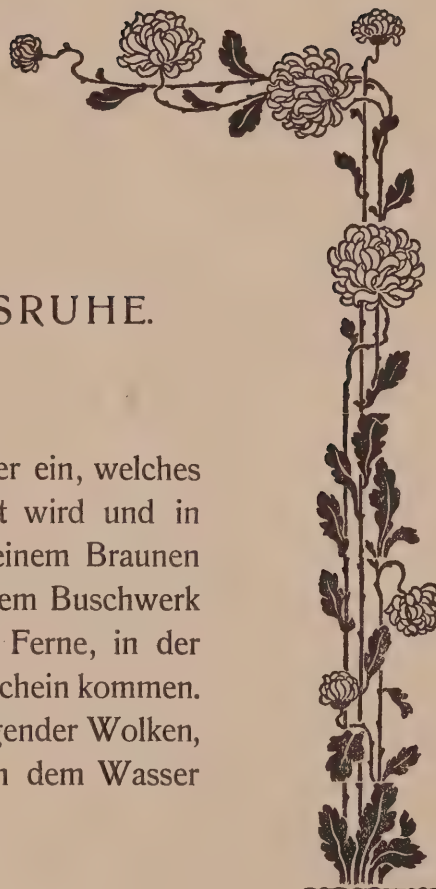 SRUHE.
er ein, welches
t wird und in
einem Braunen
em Buschwerk
Ferne, in der
chein kommen.
gender Wolken,
n dem Wasser